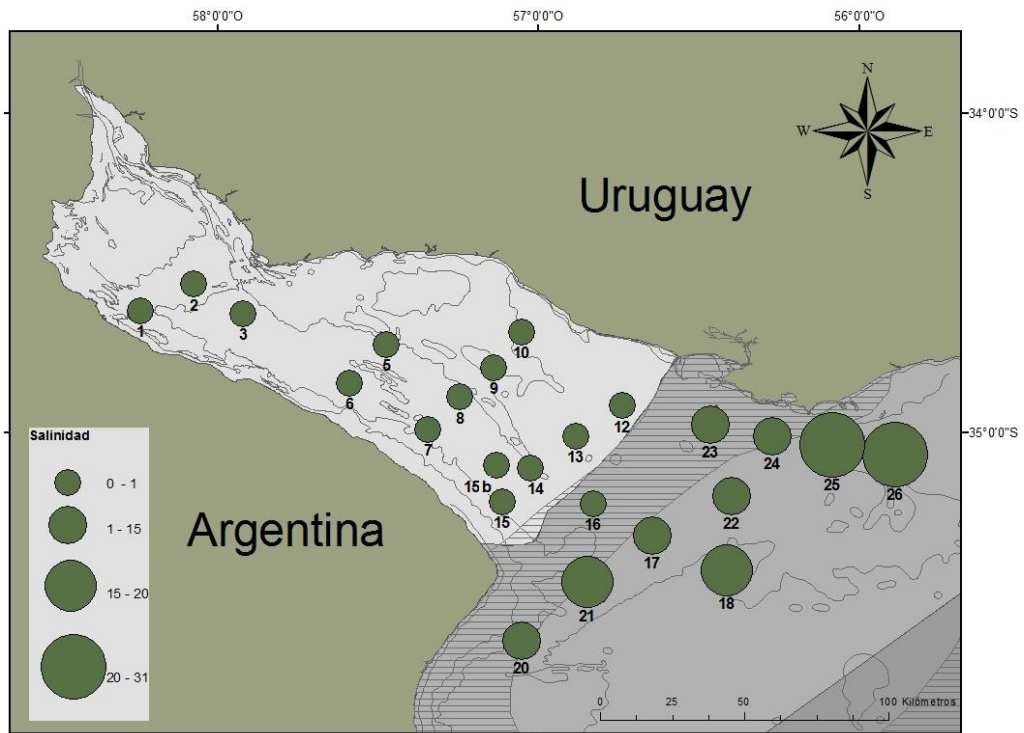 58°0'0"O 57°0'0"O 56°0'0"O
34°0'0"S
N
W E
S
Uruguay
2
1 3
10
5
9
6
8
12
7
13
35°0'0"S
23
24
25
26
Salinidad
0 - 1
1 - 15
15 - 20
20 - 31
15 b 14
15
16
22
17
Argentina
21
18
20
0 25 50 100 Kilómetros